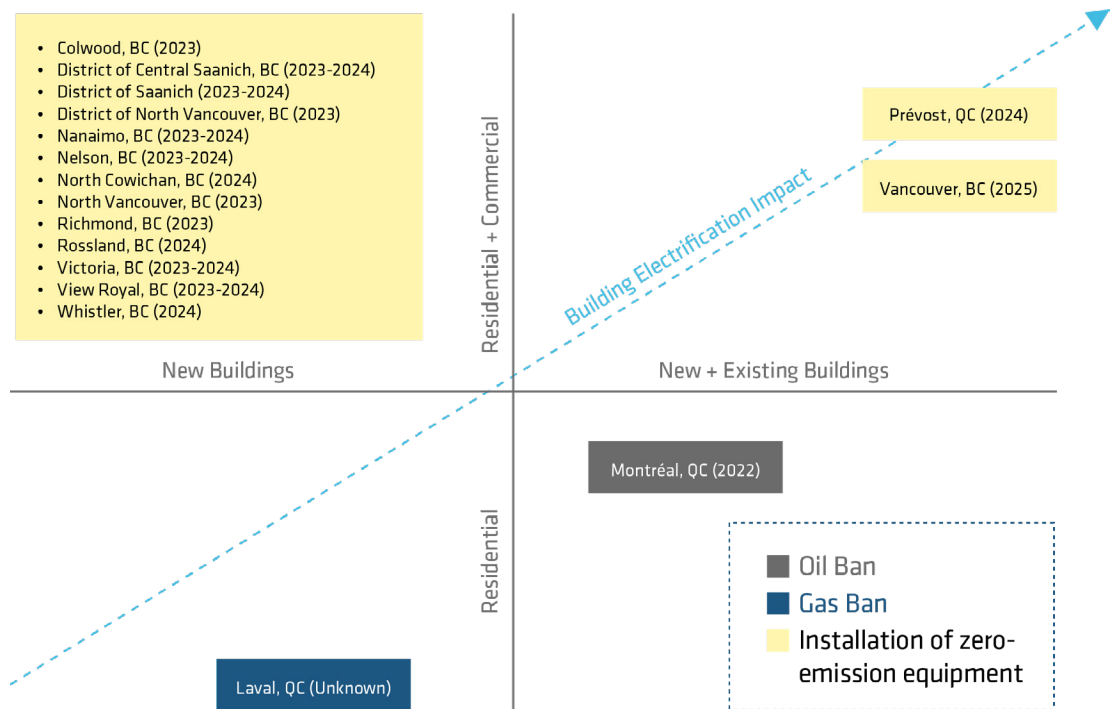 • Colwood, BC (2023)
• District of Central Saanich, BC (2023-2024)
• District of Saanich (2023-2024)
• District of North Vancouver, BC (2023)
• Nanaimo, BC (2023-2024)
• Nelson, BC (2023-2024)
• North Cowichan, BC (2024)
• North Vancouver, BC (2023)
• Richmond, BC (2023)
• Rossland, BC (2024)
• Victoria, BC (2023-2024)
• View Royal, BC (2023-2024)
• Whistler, BC (2024)
Residential + Commercial
Building Electrification Impact
Prévost, QC (2024)
Vancouver, BC (2025)
New Buildings
New + Existing Buildings
Montréal, QC (2022)
Residential
Laval, QC (Unknown)
Oil Ban
Gas Ban
Installation of zero-
emission equipment